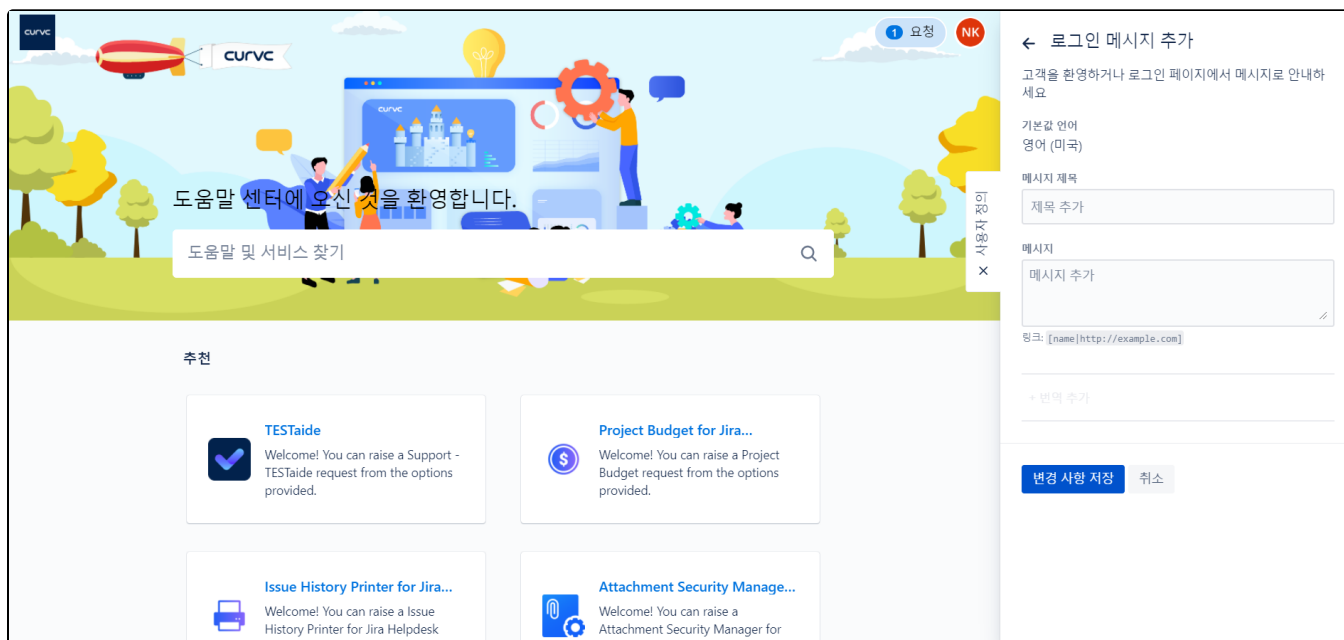 curvc
curvc
curvc
1 요청
NK
도움말 센터에 오신 것을 환영합니다.
도움말 및 서비스 찾기
사용자 정의
추천
TESTaide
Welcome! You can raise a Support -
TESTaide request from the options
provided.
Project Budget for Jira...
Welcome! You can raise a Project
Budget request from the options
provided.
Issue History Printer for Jira...
Welcome! You can raise a Issue
History Printer for Jira Helpdesk
Attachment Security Manage...
Welcome! You can raise a
Attachment Security Manager for
로그인 메시지 추가
고객을 환영하거나 로그인 페이지에서 메시지로 안내하
세요
기본값 언어
영어 (미국)
메시지 제목
제목 추가
메시지
메시지 추가
링크: [name|http://example.com]
+ 번역 추가
변경 사항 저장
취소